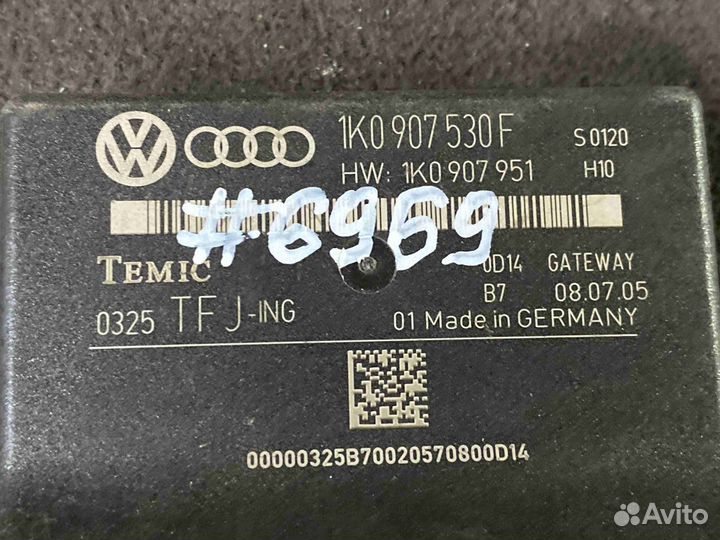 1K0 907 530 F S 0120
HW: 1K0 907 951 H10
#6969
TEMIC 0D14 GATEWAY
B7 08.07.05
0325 TFJ-ING 01 Made in GERMANY
00000325B70020570800D14
Avito